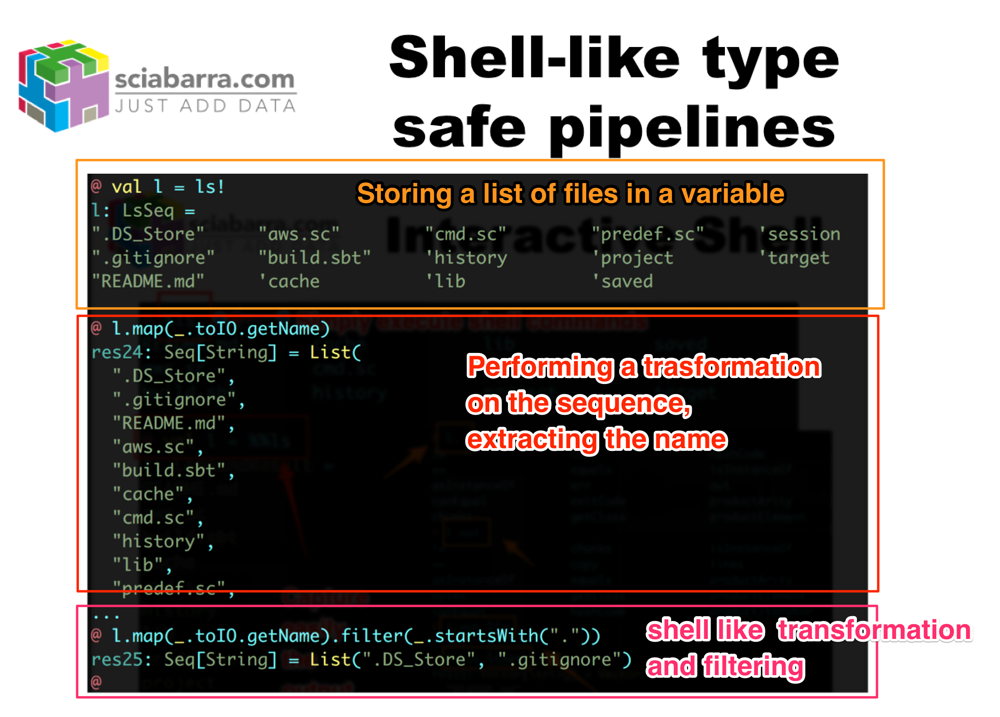 sciabarra.com
JUST ADD DATA
Shell-like type
safe pipelines
@ val l = ls!
Storing a list of files in a variable
l: LsSeq =
".DS_Store" "aws.sc" "cmd.sc" "predef.sc" 'session
".gitignore" "build.sbt" 'history 'project 'target
"README.md" 'cache 'lib 'saved
@ l.map(_.toIO.getName)
res24: Seq[String] = List(
".DS_Store",
".gitignore",
"README.md",
"aws.sc",
"build.sbt",
"cache",
"cmd.sc",
"history",
"lib",
"predef.sc",
Performing a trasformation
on the sequence,
extracting the name
...
@ l.map(_.toIO.getName).filter(_.startsWith("."))
res25: Seq[String] = List(".DS_Store", ".gitignore")
@
shell like transformation
and filtering
Interactive Shell